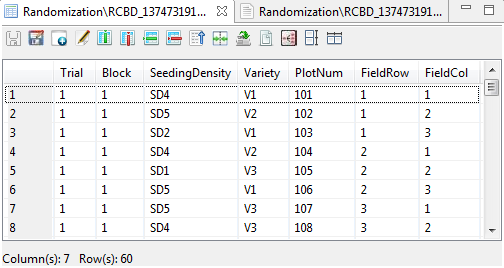 Randomization\RCBD_137473191... Randomization\RCBD_137473191...
Trial Block SeedingDensity Variety PlotNum FieldRow FieldCol
1 1 1 SD4 V1 101 1 1
2 1 1 SD5 V2 102 1 2
3 1 1 SD2 V1 103 1 3
4 1 1 SD4 V2 104 2 1
5 1 1 SD1 V3 105 2 2
6 1 1 SD5 V1 106 2 3
7 1 1 SD5 V3 107 3 1
8 1 1 SD4 V3 108 3 2
Column(s): 7 Row(s): 60